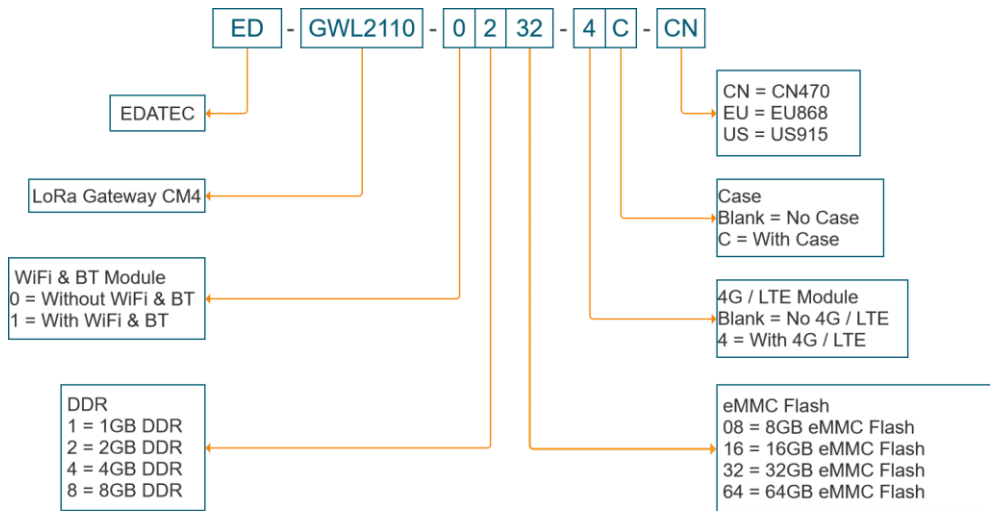 ED - GWL2110 - 0 2 32 - 4 C - CN
EDATEC
LoRa Gateway CM4
WiFi & BT Module
0 = Without WiFi & BT
1 = With WiFi & BT
DDR
1 = 1GB DDR
2 = 2GB DDR
4 = 4GB DDR
8 = 8GB DDR
CN = CN470
EU = EU868
US = US915
Case
Blank = No Case
C = With Case
4G / LTE Module
Blank = No 4G / LTE
4 = With 4G / LTE
eMMC Flash
08 = 8GB eMMC Flash
16 = 16GB eMMC Flash
32 = 32GB eMMC Flash
64 = 64GB eMMC Flash